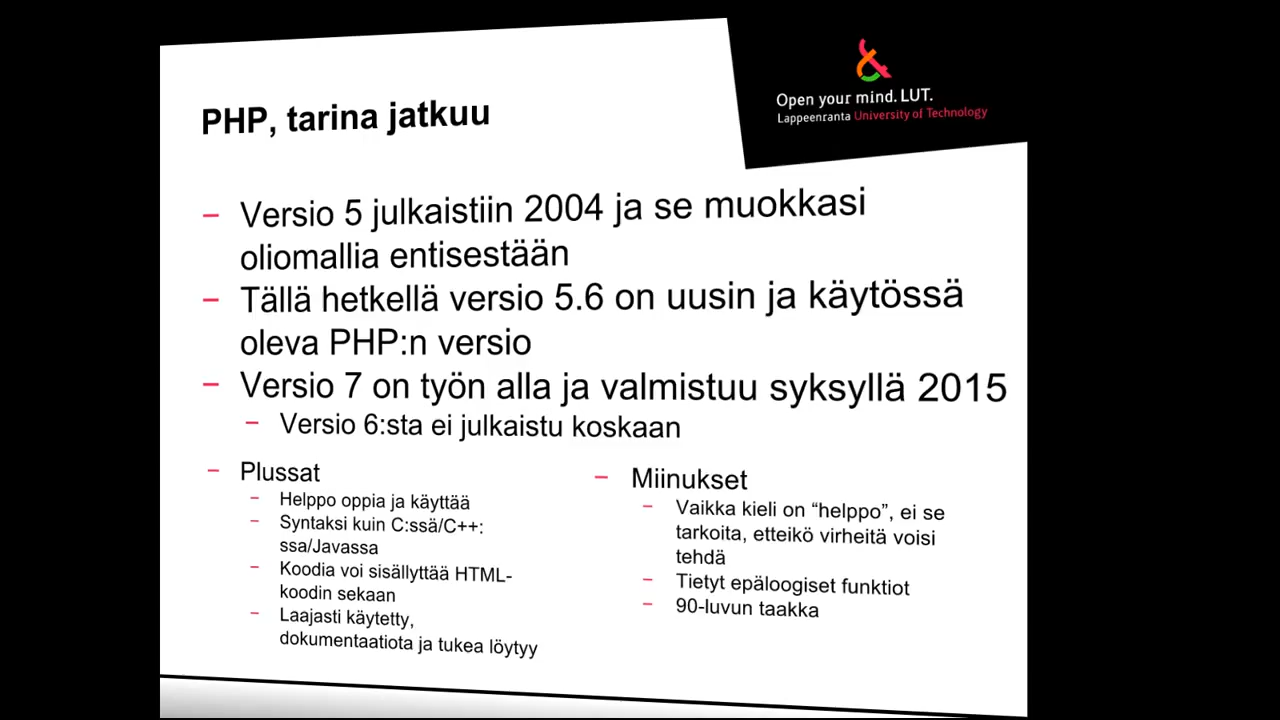 Open your mind. LUT.
Lappeenranta University of Technology
PHP, tarina jatkuu
– Versio 5 julkaistiin 2004 ja se muokkasi
oliomallia entisestään
– Tällä hetkellä versio 5.6 on uusin ja käytössä
oleva PHP:n versio
– Versio 7 on työn alla ja valmistuu syksyllä 2015
– Versio 6:sta ei julkaistu koskaan
– Plussat
– Helppo oppia ja käyttää
– Syntaksi kuin C:ssä/C++:
ssa/Javassa
– Koodia voi sisällyttää HTML-
koodin sekaan
– Laajasti käytetty,
dokumentaatiota ja tukea löytyy
– Miinukset
– Vaikka kieli on “helppo”, ei se
tarkoita, etteikö virheitä voisi
tehdä
– Tietyt epäloogiset funktiot
– 90-luvun taakka